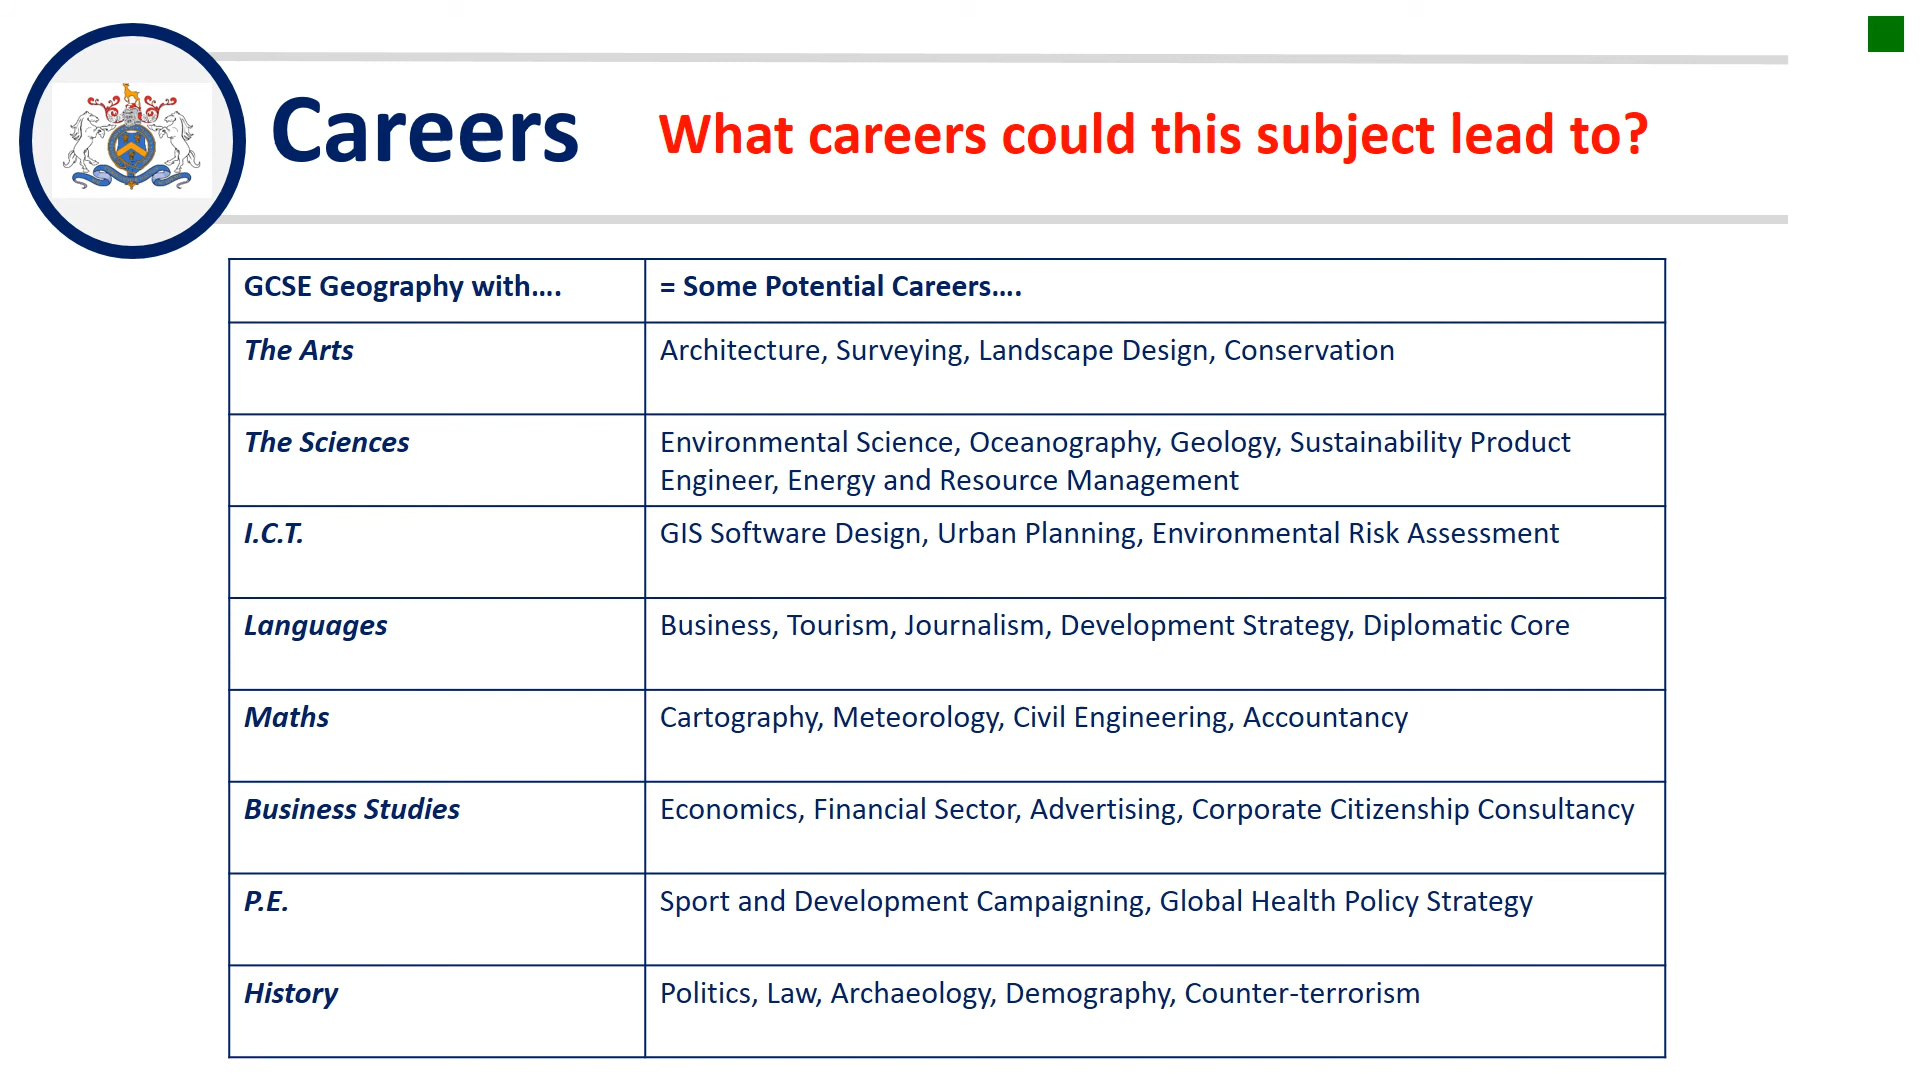 Careers
What careers could this subject lead to?
GCSE Geography with....
= Some Potential Careers....
The Arts
Architecture, Surveying, Landscape Design, Conservation
The Sciences
Environmental Science, Oceanography, Geology, Sustainability Product
Engineer, Energy and Resource Management
I.C.T.
GIS Software Design, Urban Planning, Environmental Risk Assessment
Languages
Business, Tourism, Journalism, Development Strategy, Diplomatic Core
Maths
Cartography, Meteorology, Civil Engineering, Accountancy
Business Studies
Economics, Financial Sector, Advertising, Corporate Citizenship Consultancy
P.E.
Sport and Development Campaigning, Global Health Policy Strategy
History
Politics, Law, Archaeology, Demography, Counter-terrorism